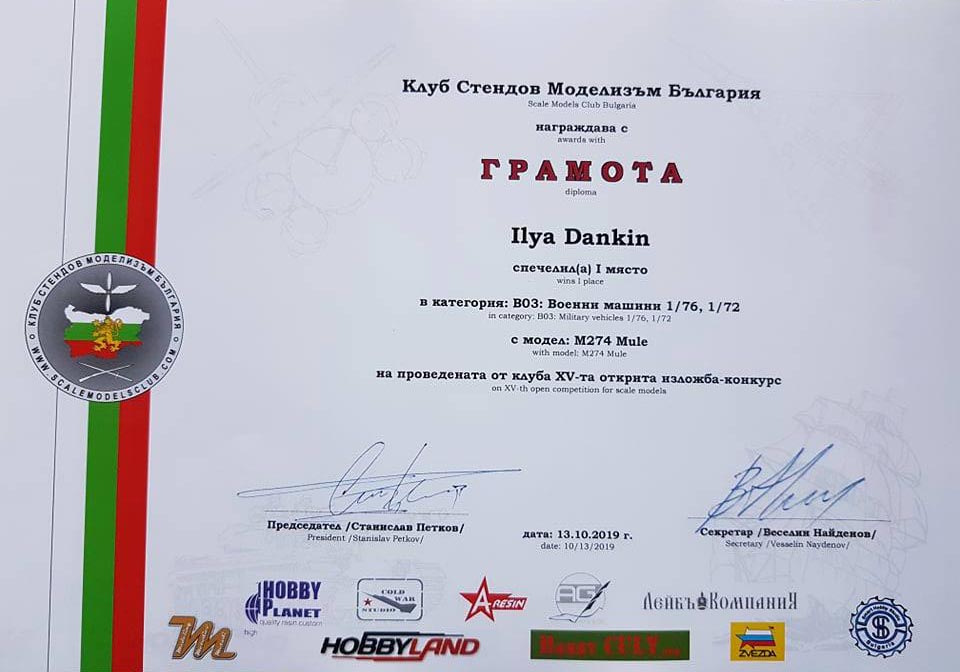 Клуб Стендов Моделизъм България
Scale Models Club Bulgaria
награждава с
awards with
ГРАМОТА
diploma
Ilya Dankin
спечелил(а) I място
wins I place
в категория: B03: Военни машини 1/76, 1/72
in category: B03: Military vehicles 1/76, 1/72
с модел: M274 Mule
with model: M274 Mule
на проведената от клуба XV-та открита изложба-конкурс
on XV-th open competition for scale models
КЛУБ СТЕНДОВ МОДЕЛИЗЪМ БЪЛГАРИЯ
WWW.SCALEMODELSCLUB.COM
Председател /Станислав Петков/
President /Stanislav Petkov/
дата: 13.10.2019 г.
date: 10/13/2019
Секретар /Веселин Найденов/
Secretary /Vesselin Naydenov/
HOBBY
PLANET
high quality resin custom
COLD WAR
STUDIO
ARESIN
AG
ЛейбъКомпанiя
HOBBYLAND
ZVEZDA
Bulgaria